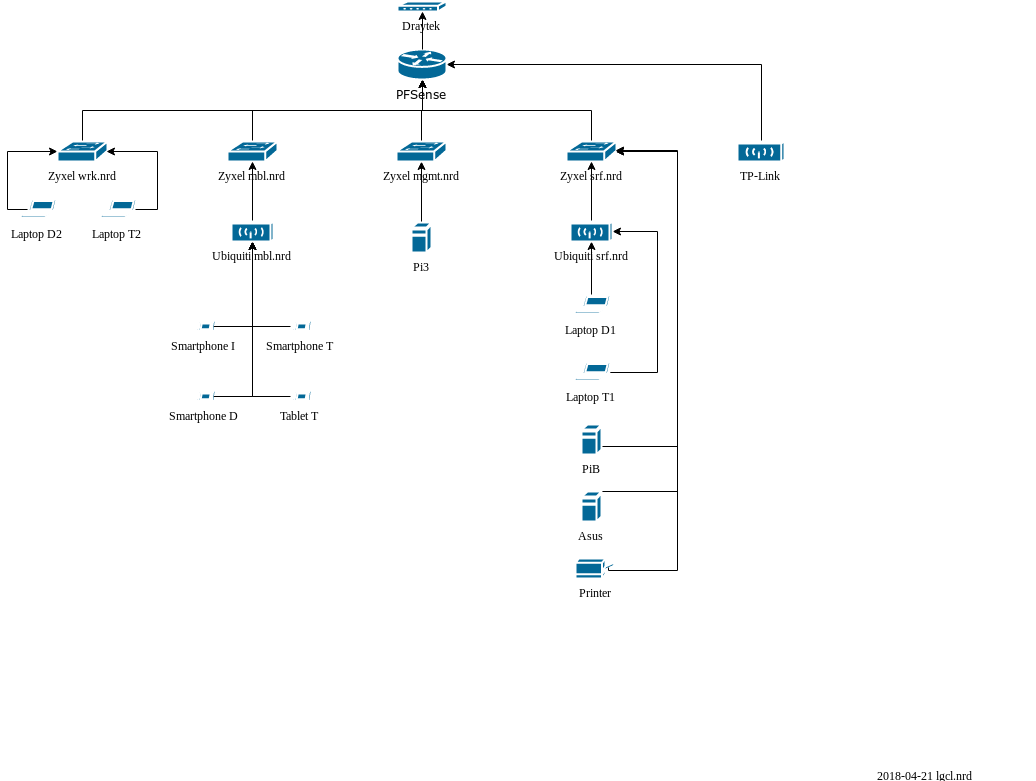 Draytek
PFSense
Zyxel wrk.nrd
Zyxel mbl.nrd
Zyxel mgmt.nrd
Zyxel srf.nrd
TP-Link
Laptop D2
Laptop T2
Ubiquiti mbl.nrd
Pi3
Ubiquiti srf.nrd
Laptop D1
Smartphone I
Smartphone T
Laptop T1
Smartphone D
Tablet T
PiB
Asus
Printer
2018-04-21 lgcl.nrd